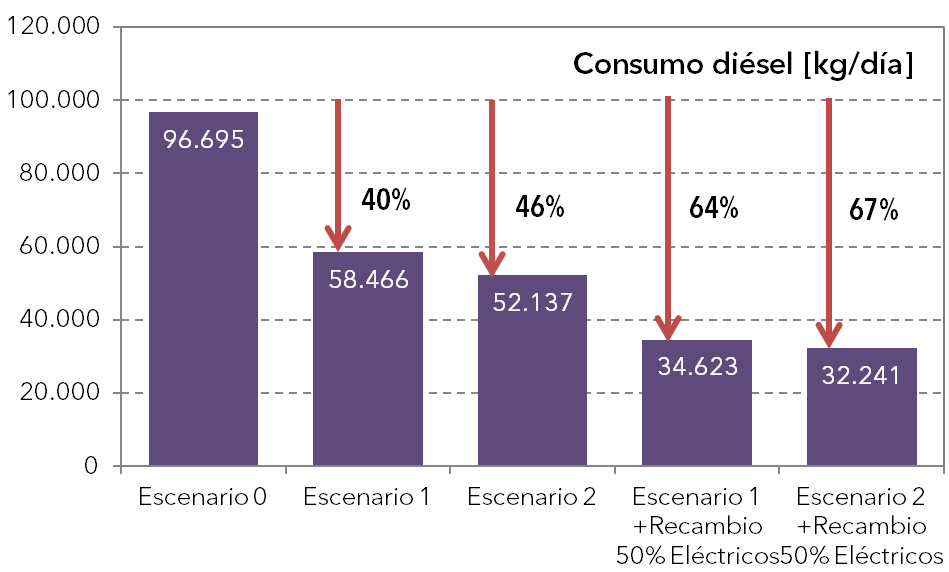 120.000
Consumo diésel [kg/día]
100.000
96.695
80.000
40%
46%
64%
67%
60.000
58.466
52.137
40.000
34.623
32.241
20.000
0
Escenario 0
Escenario 1
Escenario 2
Escenario 1
+Recambio
50% Eléctricos
Escenario 2
+Recambio
50% Eléctricos